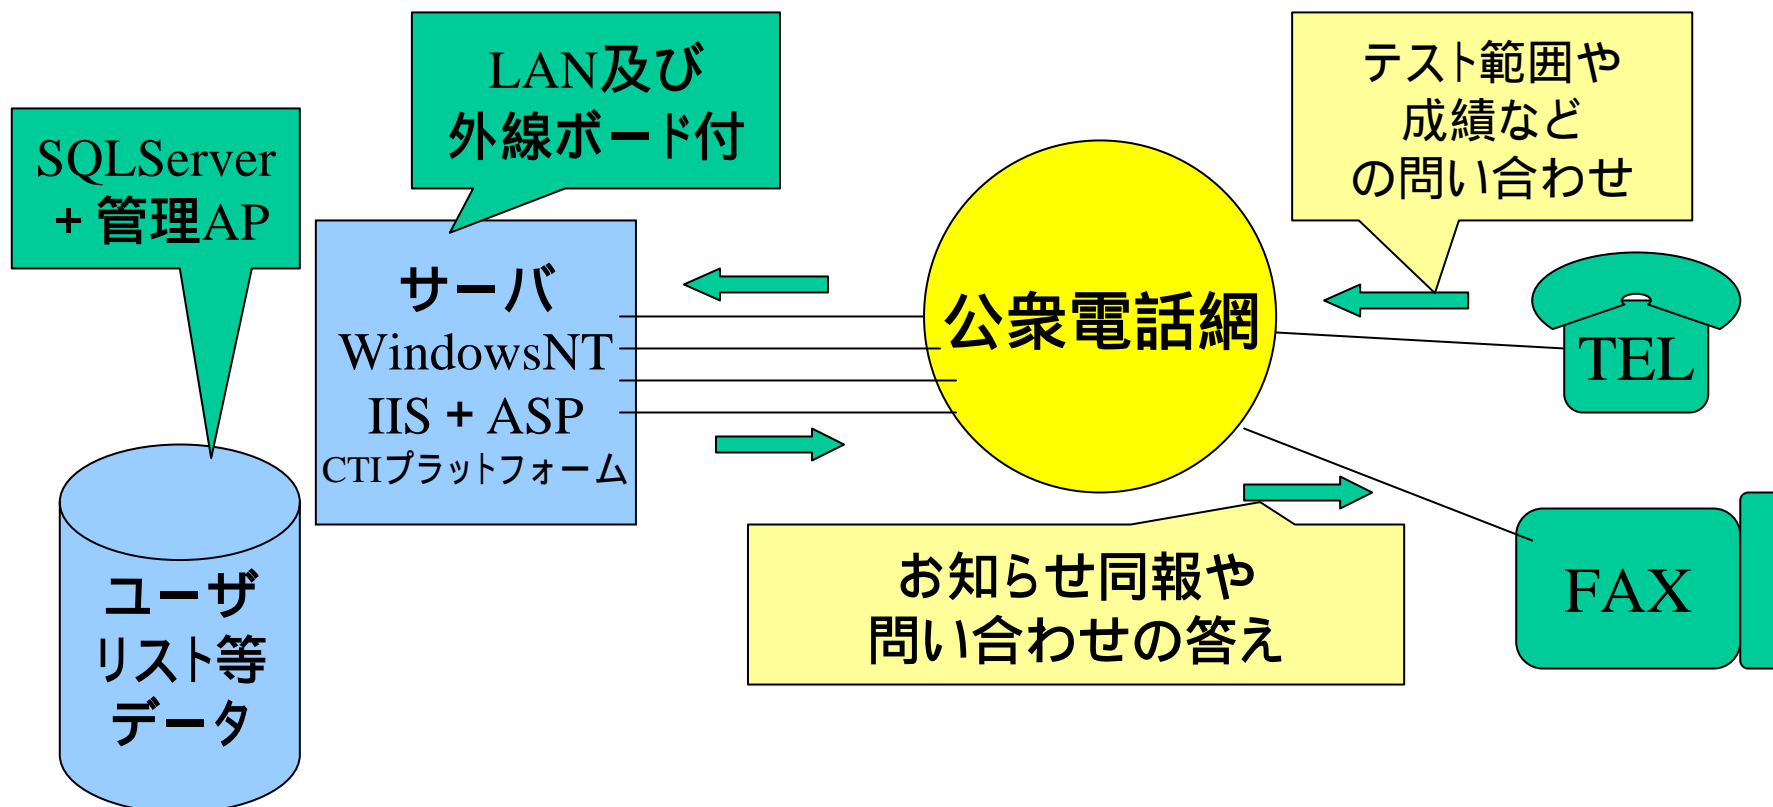 LAN及び
外線ボード付
SQLServer
+ 管理AP
テスト範囲や
成績など
の問い合わせ
サーバ
WindowsNT
IIS + ASP
CTIプラットフォーム
公衆電話網
TEL
FAX
お知らせ同報や
問い合わせの答え
ユーザ
リスト等
データ